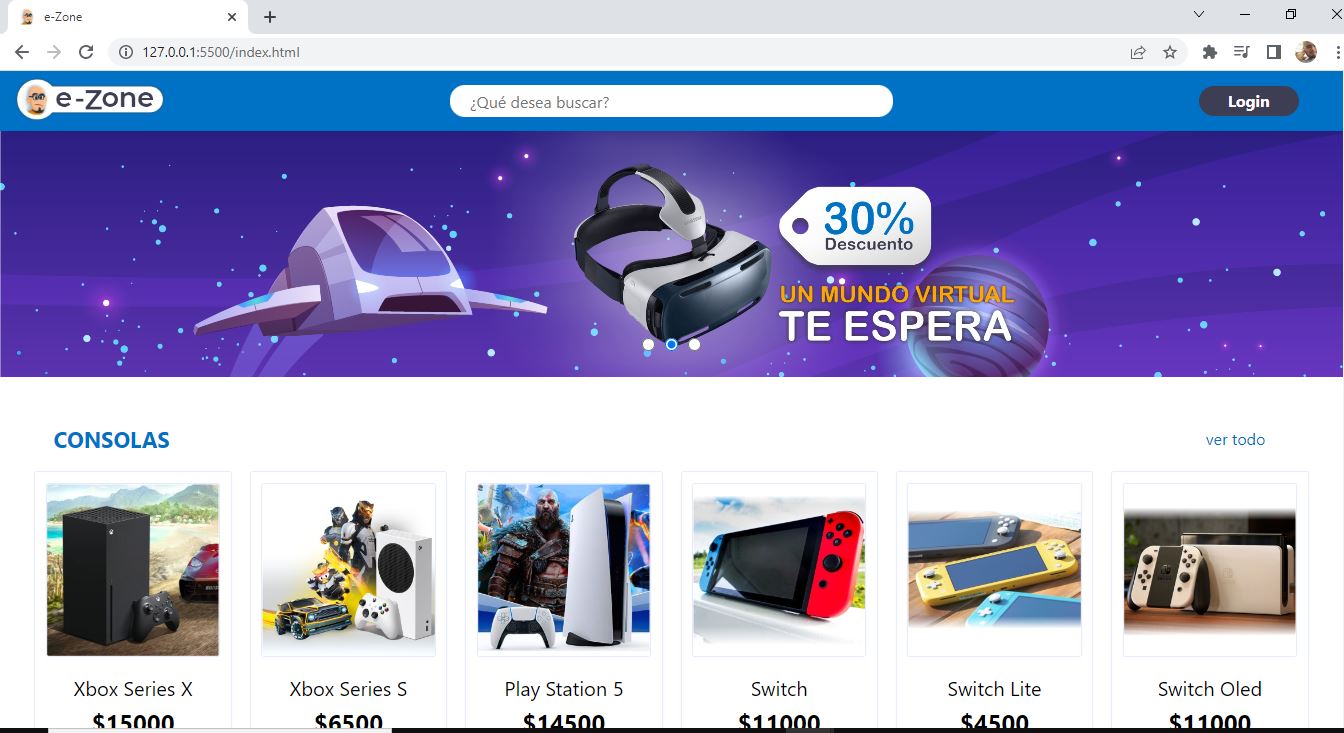 e-Zone
127.0.0.1:5500/index.html
e-Zone
¿Qué desea buscar?
Login
30%
Descuento
UN MUNDO VIRTUAL
TE ESPERA
CONSOLAS
ver todo
Xbox Series X
Xbox Series S
Play Station 5
Switch
Switch Lite
Switch Oled
$15000
$6500
$14500
$11000
$4500
$11000